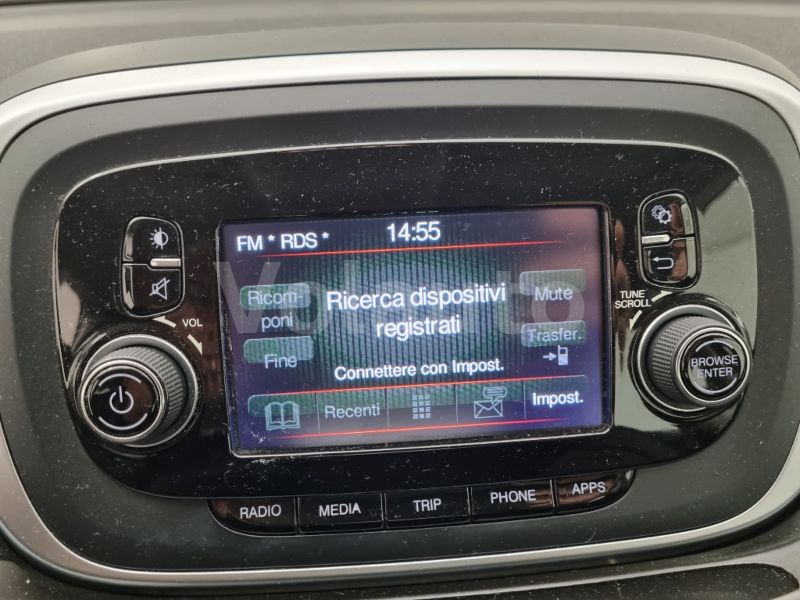 FM * RDS *
14:55
Ricom-
poni
Ricerca dispositivi
registrati
Mute
Fine
Trasfer.
Connettere con Impost.
Recenti
Impost.
VOL
TUNE
SCROLL
BROWSE
ENTER
RADIO
MEDIA
TRIP
PHONE
APPS